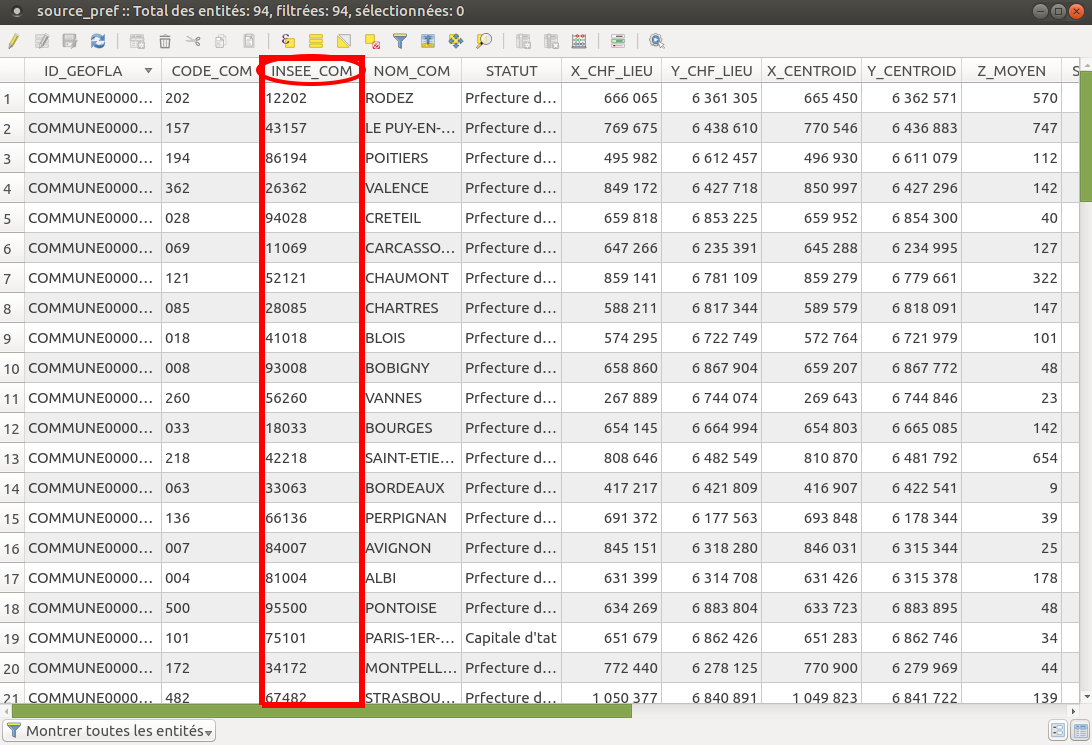 source_pref :: Total des entités: 94, filtrées: 94, sélectionnées: 0
ID_GEOFLA CODE_COM INSEE_COM NOM_COM STATUT X_CHF_LIEU Y_CHF_LIEU X_CENTROID Y_CENTROID Z_MOYEN S
1 COMMUNE0000... 202 12202 RODEZ Prfecture d... 666 065 6 361 305 665 450 6 362 571 570
2 COMMUNE0000... 157 43157 LE PUY-EN-... Prfecture d... 769 675 6 438 610 770 546 6 436 883 747
3 COMMUNE0000... 194 86194 POITIERS Prfecture d... 495 982 6 612 457 496 930 6 611 079 112
4 COMMUNE0000... 362 26362 VALENCE Prfecture d... 849 172 6 427 718 850 997 6 427 296 142
5 COMMUNE0000... 028 94028 CRETEIL Prfecture d... 659 818 6 853 225 659 952 6 854 300 40
6 COMMUNE0000... 069 11069 CARCASSO... Prfecture d... 647 266 6 235 391 645 288 6 234 995 127
7 COMMUNE0000... 121 52121 CHAUMONT Prfecture d... 859 141 6 781 109 859 279 6 779 661 322
8 COMMUNE0000... 085 28085 CHARTRES Prfecture d... 588 211 6 817 344 589 579 6 818 091 147
9 COMMUNE0000... 018 41018 BLOIS Prfecture d... 574 295 6 722 749 572 764 6 721 979 101
10 COMMUNE0000... 008 93008 BOBIGNY Prfecture d... 658 860 6 867 904 659 207 6 867 772 48
11 COMMUNE0000... 260 56260 VANNES Prfecture d... 267 889 6 744 074 269 643 6 744 846 23
12 COMMUNE0000... 033 18033 BOURGES Prfecture d... 654 145 6 664 994 654 803 6 665 085 142
13 COMMUNE0000... 218 42218 SAINT-ETIE... Prfecture d... 808 646 6 482 549 810 870 6 481 792 654
14 COMMUNE0000... 063 33063 BORDEAUX Prfecture d... 417 217 6 421 809 416 907 6 422 541 9
15 COMMUNE0000... 136 66136 PERPIGNAN Prfecture d... 691 372 6 177 563 693 848 6 178 344 39
16 COMMUNE0000... 007 84007 AVIGNON Prfecture d... 845 151 6 318 280 846 031 6 315 344 25
17 COMMUNE0000... 004 81004 ALBI Prfecture d... 631 399 6 314 708 631 426 6 315 378 178
18 COMMUNE0000... 500 95500 PONTOISE Prfecture d... 634 269 6 883 804 633 723 6 883 895 48
19 COMMUNE0000... 101 75101 PARIS-1ER-... Capitale d'tat 651 679 6 862 426 651 283 6 862 746 34
20 COMMUNE0000... 172 34172 MONTPELL... Prfecture d... 772 440 6 278 125 770 900 6 279 969 44
21 COMMUNE0000... 482 67482 STRASBOU... Prfecture d... 1 050 377 6 840 891 1 049 823 6 841 722 139
Montrer toutes les entités